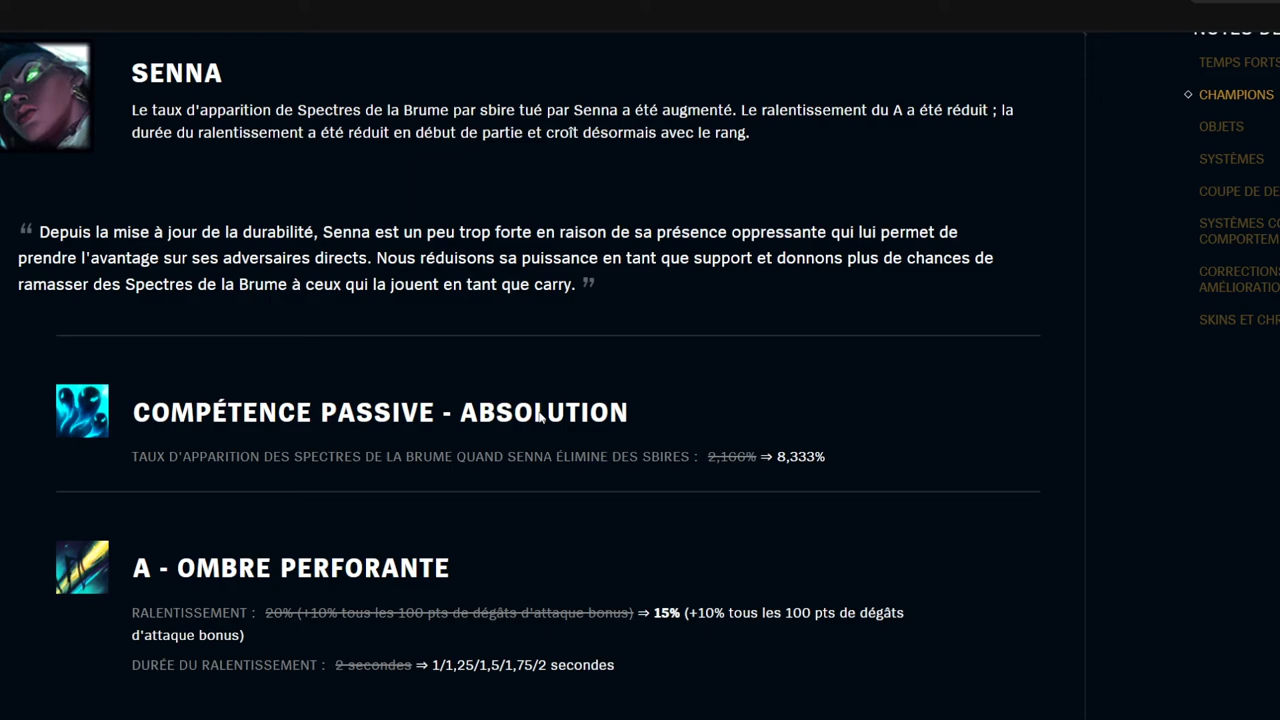 SENNA
Le taux d'apparition de Spectres de la Brume par sbire tué par Senna a été augmenté. Le ralentissement du A a été réduit ; la
durée du ralentissement a été réduit en début de partie et croît désormais avec le rang.
“ Depuis la mise à jour de la durabilité, Senna est un peu trop forte en raison de sa présence oppressante qui lui permet de
prendre l'avantage sur ses adversaires directs. Nous réduisons sa puissance en tant que support et donnons plus de chances de
ramasser des Spectres de la Brume à ceux qui la jouent en tant que carry. ”
COMPÉTENCE PASSIVE - ABSOLUTION
TAUX D'APPARITION DES SPECTRES DE LA BRUME QUAND SENNA ÉLIMINE DES SBIRES : 2,166% ⇒ 8,333%
A - OMBRE PERFORANTE
RALENTISSEMENT : 20% (+10% tous les 100 pts de dégâts d'attaque bonus) ⇒ 15% (+10% tous les 100 pts de dégâts
d'attaque bonus)
DURÉE DU RALENTISSEMENT : 2 secondes ⇒ 1/1,25/1,5/1,75/2 secondes
TEMPS FORTS
CHAMPIONS
OBJETS
SYSTÈMES
COUPE DE DE
SYSTÈMES CO
COMPORTEM
CORRECTIONS
AMÉLIORATIO
SKINS ET CHR